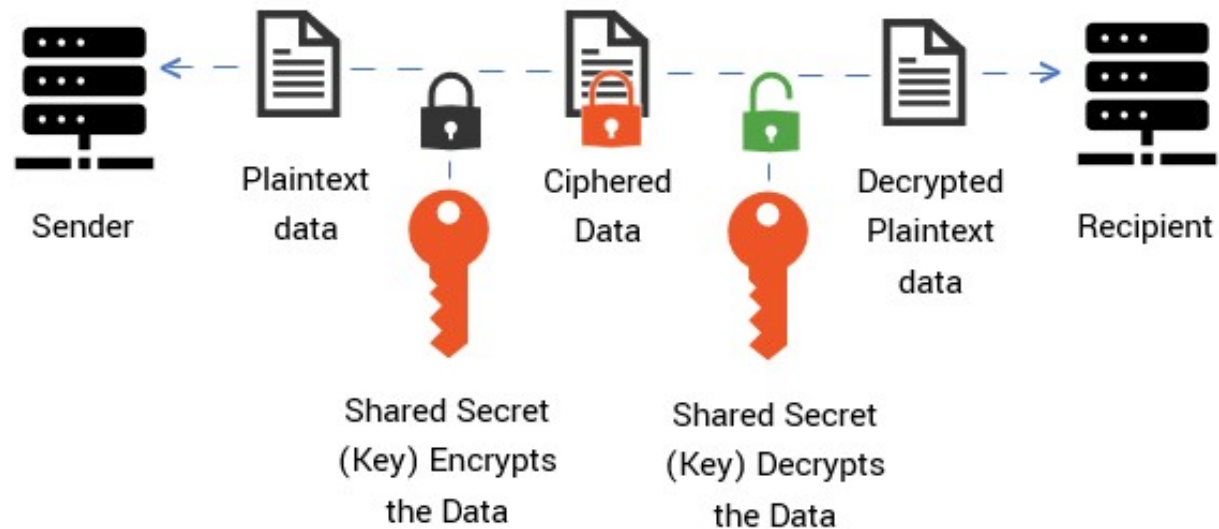 Sender
Plaintext
data
Ciphered
Data
Decrypted
Plaintext
data
Recipient
Shared Secret
(Key) Encrypts
the Data
Shared Secret
(Key) Decrypts
the Data